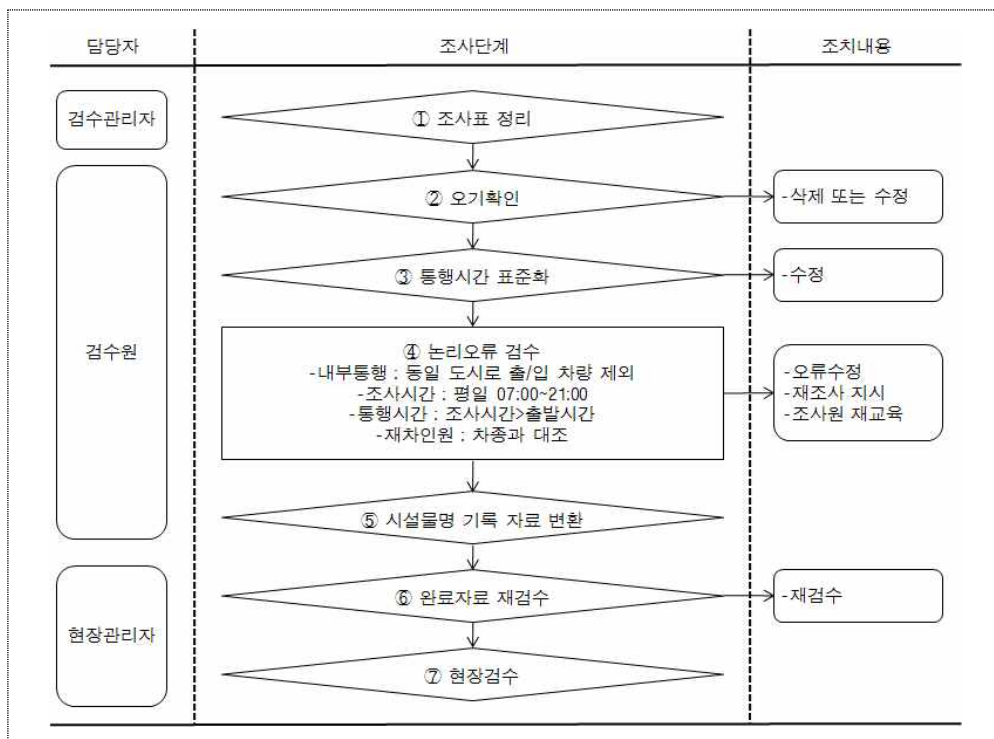 담당자 조사단계 조치내용
검수관리자
① 조사표 정리
② 오기확인
-삭제 또는 수정
③ 통행시간 표준화
-수정
검수원
④ 논리오류 검수
-내부통행 : 동일 도시로 출/입 차량 제외
-조사시간 : 평일 07:00~21:00
-통행시간 : 조사시간>출발시간
-재차인원 : 차종과 대조
-오류수정
-재조사 지시
-조사원 재교육
⑤ 시설물명 기록 자료 변환
현장관리자
⑥ 완료자료 재검수
-재검수
⑦ 현장검수